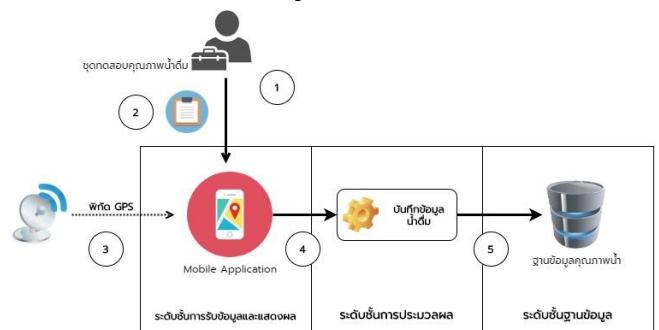 ชุดทดสอบคุณภาพน้ำดื่ม
1
2
พิกัด GPS
3
Mobile Application
4
บันทึกข้อมูล
น้ำดื่ม
5
ฐานข้อมูลคุณภาพน้ำ
ระดับชั้นการรับข้อมูลและแสดงผล
ระดับชั้นการประมวลผล
ระดับชั้นฐานข้อมูล